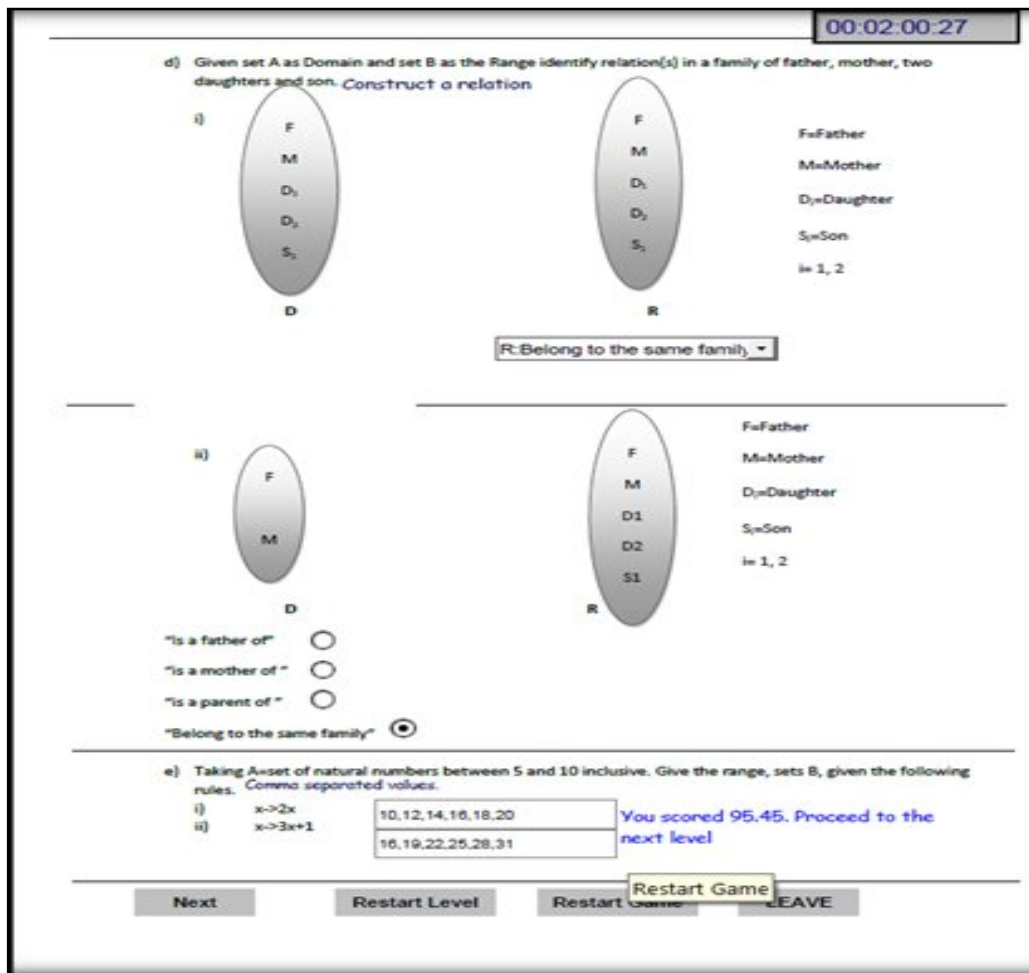 00:02:00:27
d) Given set A as Domain and set B as the Range identify relation(s) in a family of father, mother, two
daughters and son. Construct a relation
i)
F
M
D₁
D₂
S₁
D
F
M
D₁
D₂
S₁
R
F=Father
M=Mother
Dᵢ=Daughter
Sᵢ=Son
i= 1, 2
R:Belong to the same family
ii)
F
M
D
F
M
D1
D2
S1
R
F=Father
M=Mother
Dᵢ=Daughter
Sᵢ=Son
i= 1, 2
"is a father of"
"is a mother of "
"is a parent of "
"Belong to the same family"
e) Taking A=set of natural numbers between 5 and 10 inclusive. Give the range, sets B, given the following
rules. Comma separated values.
i) x->2x 10,12,14,16,18,20
ii) x->3x+1 16,19,22,25,28,31
You scored 95.45. Proceed to the
next level
Restart Game
Next Restart Level Restart Game LEAVE